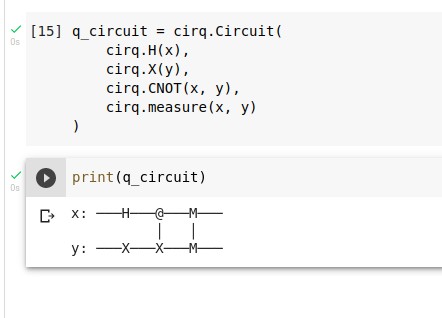 [15] q_circuit = cirq.Circuit(
0s
cirq.H(x),
cirq.X(y),
cirq.CNOT(x, y),
cirq.measure(x, y)
)
print(q_circuit)
0s
x: ───H───@───M───
          │   │
y: ───X───X───M───